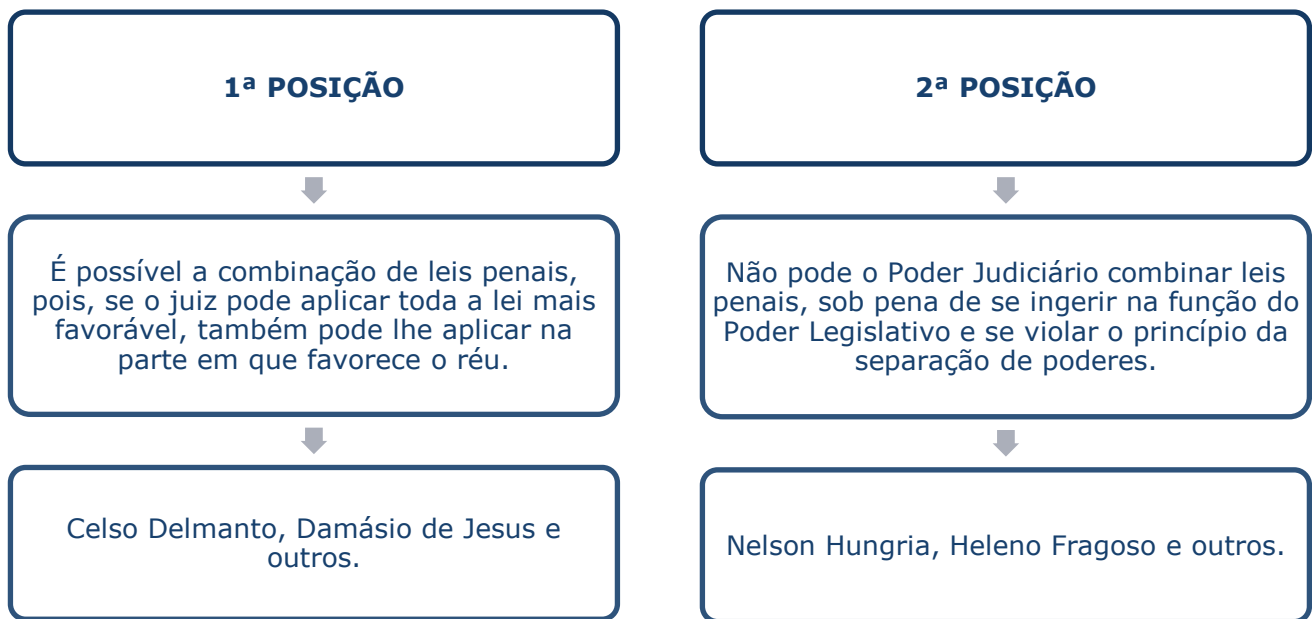 1ª POSIÇÃO
É possível a combinação de leis penais,
pois, se o juiz pode aplicar toda a lei mais
favorável, também pode lhe aplicar na
parte em que favorece o réu.
Celso Delmanto, Damásio de Jesus e
outros.
2ª POSIÇÃO
Não pode o Poder Judiciário combinar leis
penais, sob pena de se ingerir na função do
Poder Legislativo e se violar o princípio da
separação de poderes.
Nelson Hungria, Heleno Fragoso e outros.